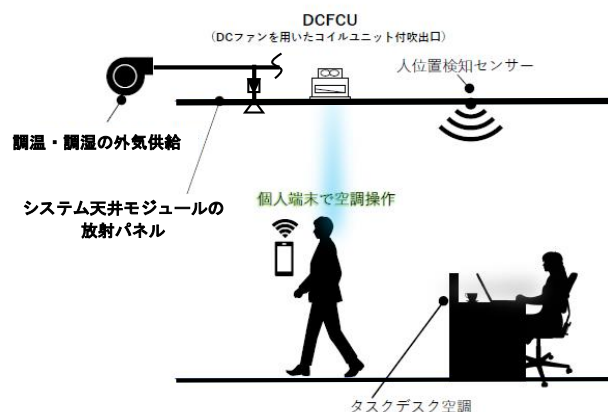 DCFCU
（DCファンを用いたコイルユニット付吹出口）
人位置検知センサー
調温・調湿の外気供給
システム天井モジュールの
放射パネル
個人端末で空調操作
タスクデスク空調